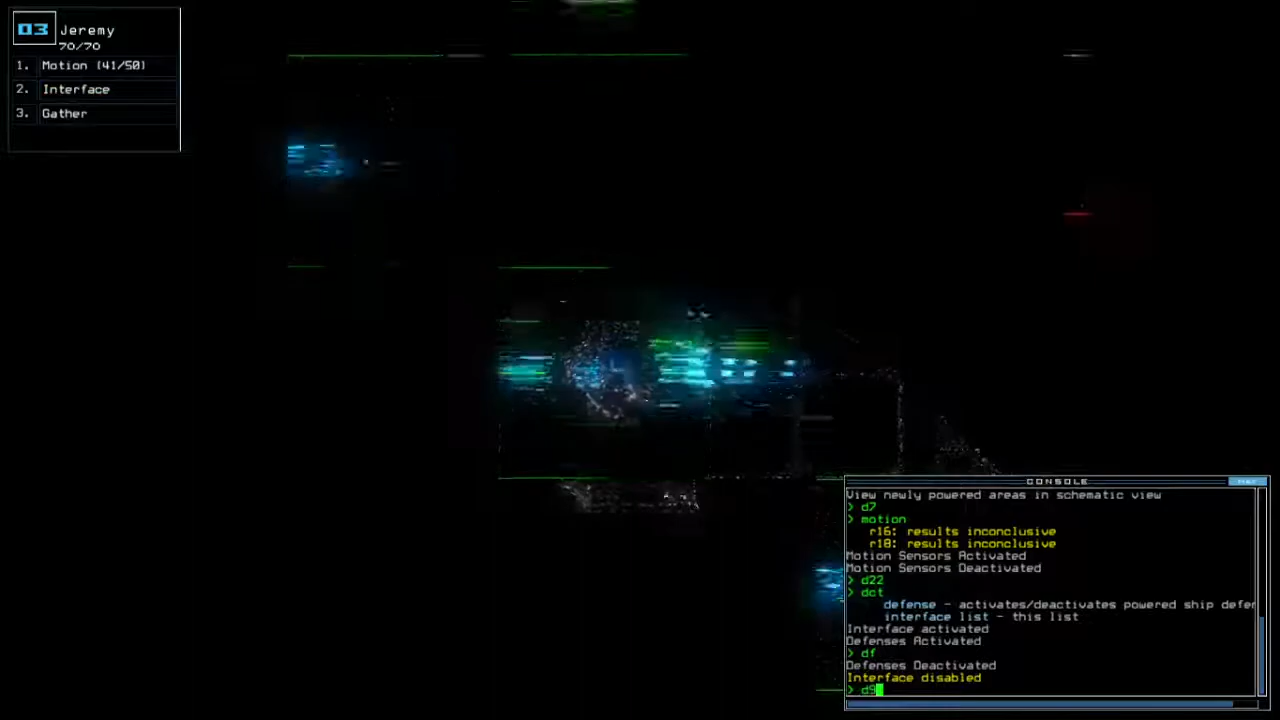 03 Jeremy
70/70
1. Motion (41/50)
2. Interface
3. Gather
CONSOLE
View newly powered areas in schematic view
> d7
> motion
r16: results inconclusive
r18: results inconclusive
Motion Sensors Activated
Motion Sensors Deactivated
> d22
> dct
defense - activates/deactivates powered ship defen
interface list - this list
Interface activated
Defenses Activated
> df
Defenses Deactivated
Interface disabled
> d9